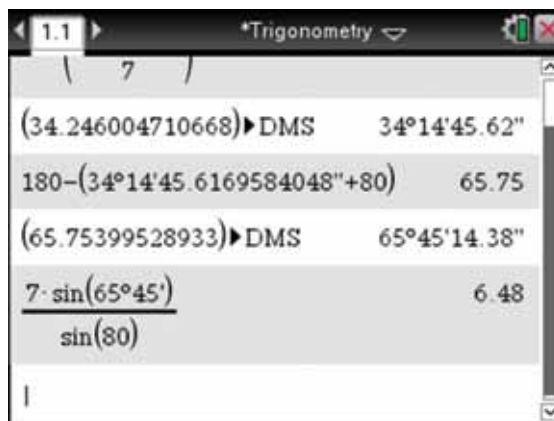 1.1 *Trigonometry
7
(34.246004710668)▶DMS 34°14'45.62"
180−(34°14'45.6169584048"+80) 65.75
(65.75399528933)▶DMS 65°45'14.38"
7·sin(65°45') 6.48
sin(80)